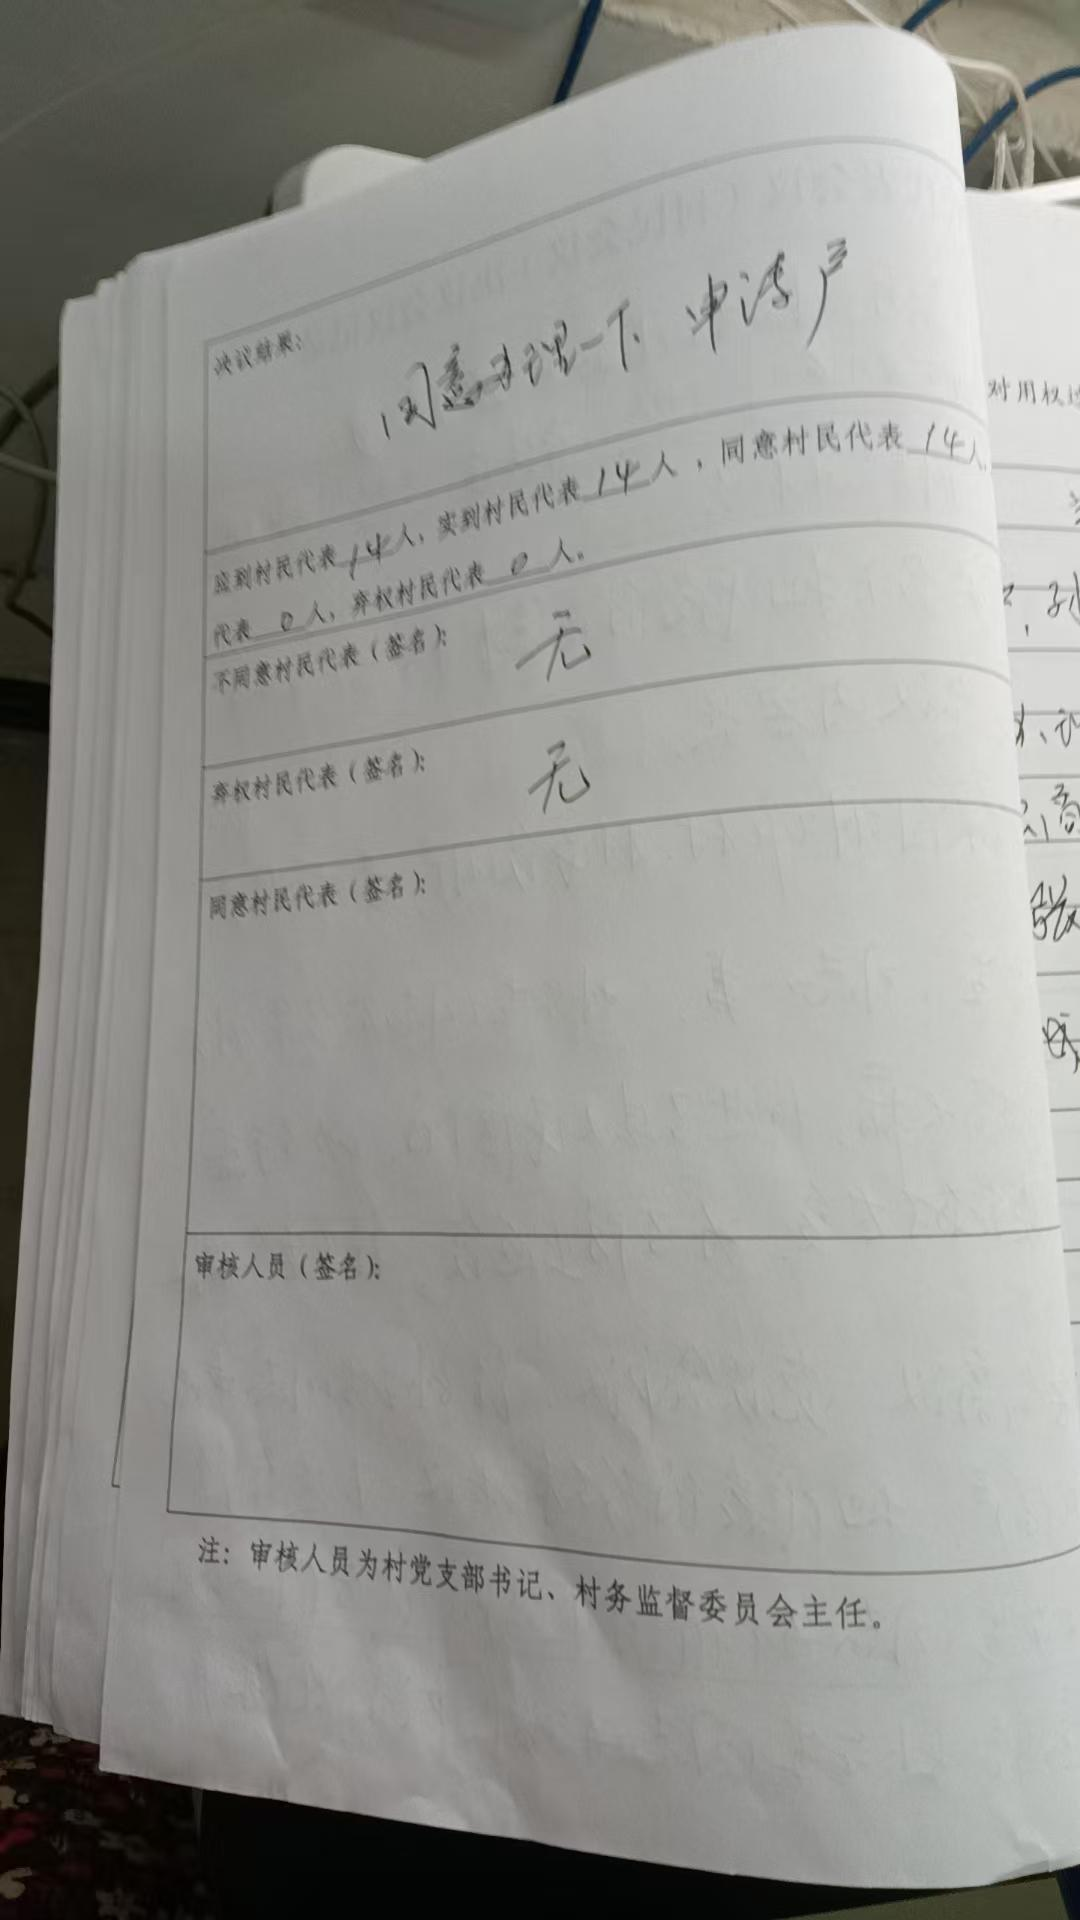 决议结果:
同意办理一下 申请户
应到村民代表14人,实到村民代表14人,同意村民代表14人,
代表0人,弃权村民代表0人。
不同意村民代表(签名):
无
弃权村民代表(签名):
无
同意村民代表(签名):
审核人员(签名):
注:审核人员为村党支部书记、村务监督委员会主任。
对用权
张